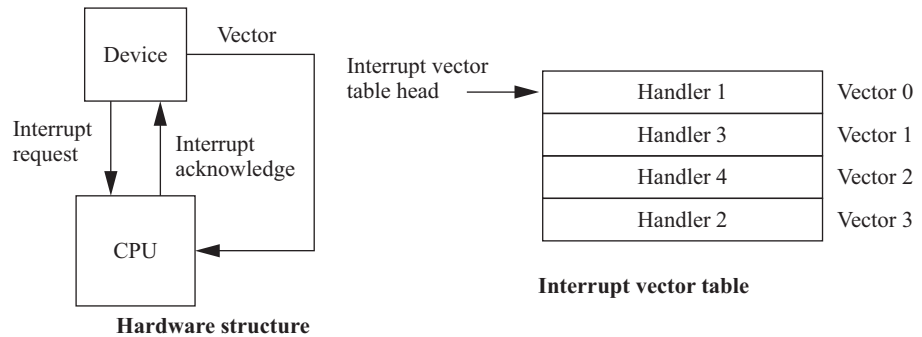 Device
Vector
Interrupt
request
Interrupt
acknowledge
CPU
Hardware structure
Interrupt vector
table head
Handler 1
Vector 0
Handler 3
Vector 1
Handler 4
Vector 2
Handler 2
Vector 3
Interrupt vector table